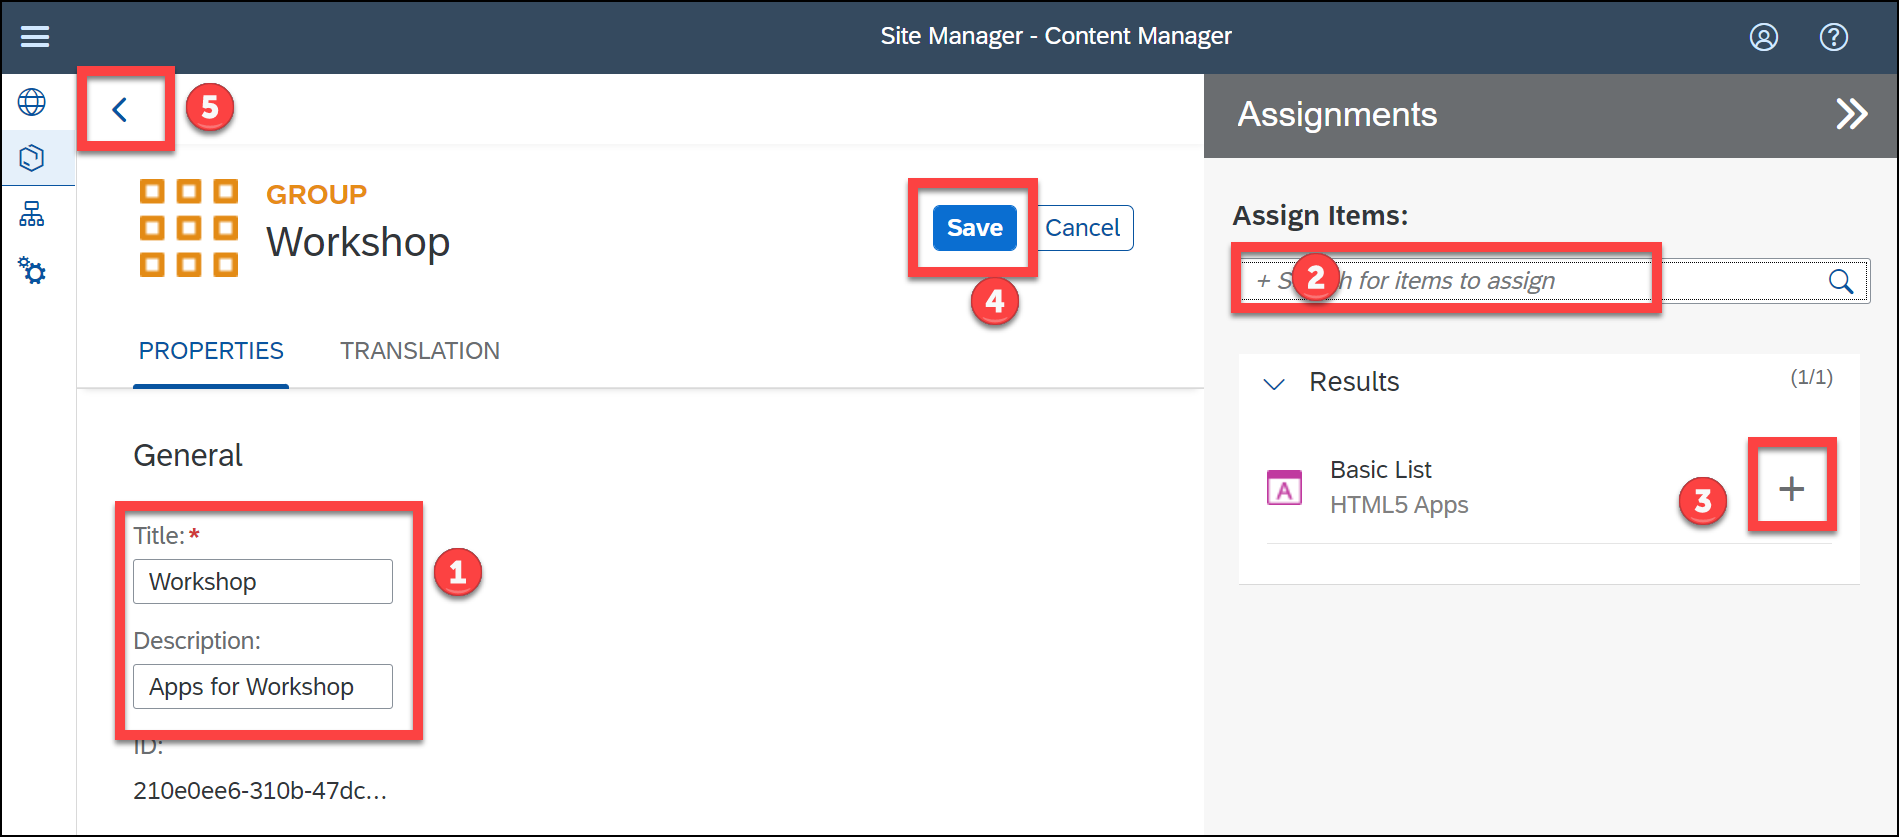 Site Manager - Content Manager
5
GROUP
Workshop
Save
Cancel
4
PROPERTIES
TRANSLATION
General
Title:*
Workshop
1
Description:
Apps for Workshop
ID:
210e0ee6-310b-47dc...
Assignments
Assign Items:
+ S h for items to assign
2
Results
(1/1)
A
Basic List
HTML5 Apps
3